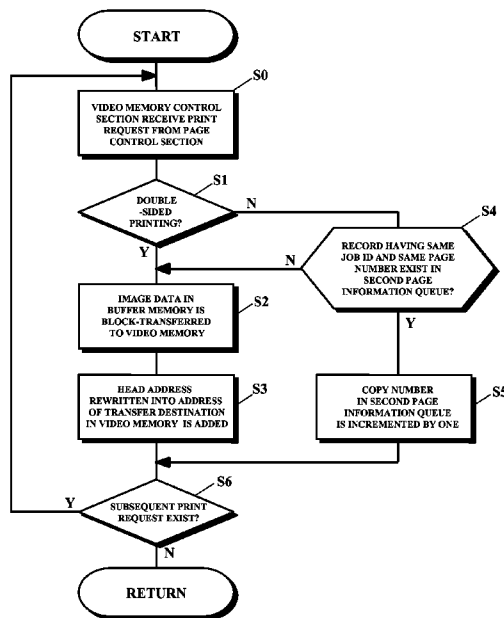 START
S0
VIDEO MEMORY CONTROL
SECTION RECEIVE PRINT
REQUEST FROM PAGE
CONTROL SECTION
S1
DOUBLE
-SIDED
PRINTING?
N
Y
S4
RECORD HAVING SAME
JOB ID AND SAME PAGE
NUMBER EXIST IN
SECOND PAGE
INFORMATION QUEUE?
N
Y
S2
IMAGE DATA IN
BUFFER MEMORY IS
BLOCK-TRANSFERRED
TO VIDEO MEMORY
S3
HEAD ADDRESS
REWRITTEN INTO ADDRESS
OF TRANSFER DESTINATION
IN VIDEO MEMORY IS ADDED
S5
COPY NUMBER
IN SECOND PAGE
INFORMATION QUEUE
IS INCREMENTED BY ONE
S6
SUBSEQUENT PRINT
REQUEST EXIST?
Y
N
RETURN